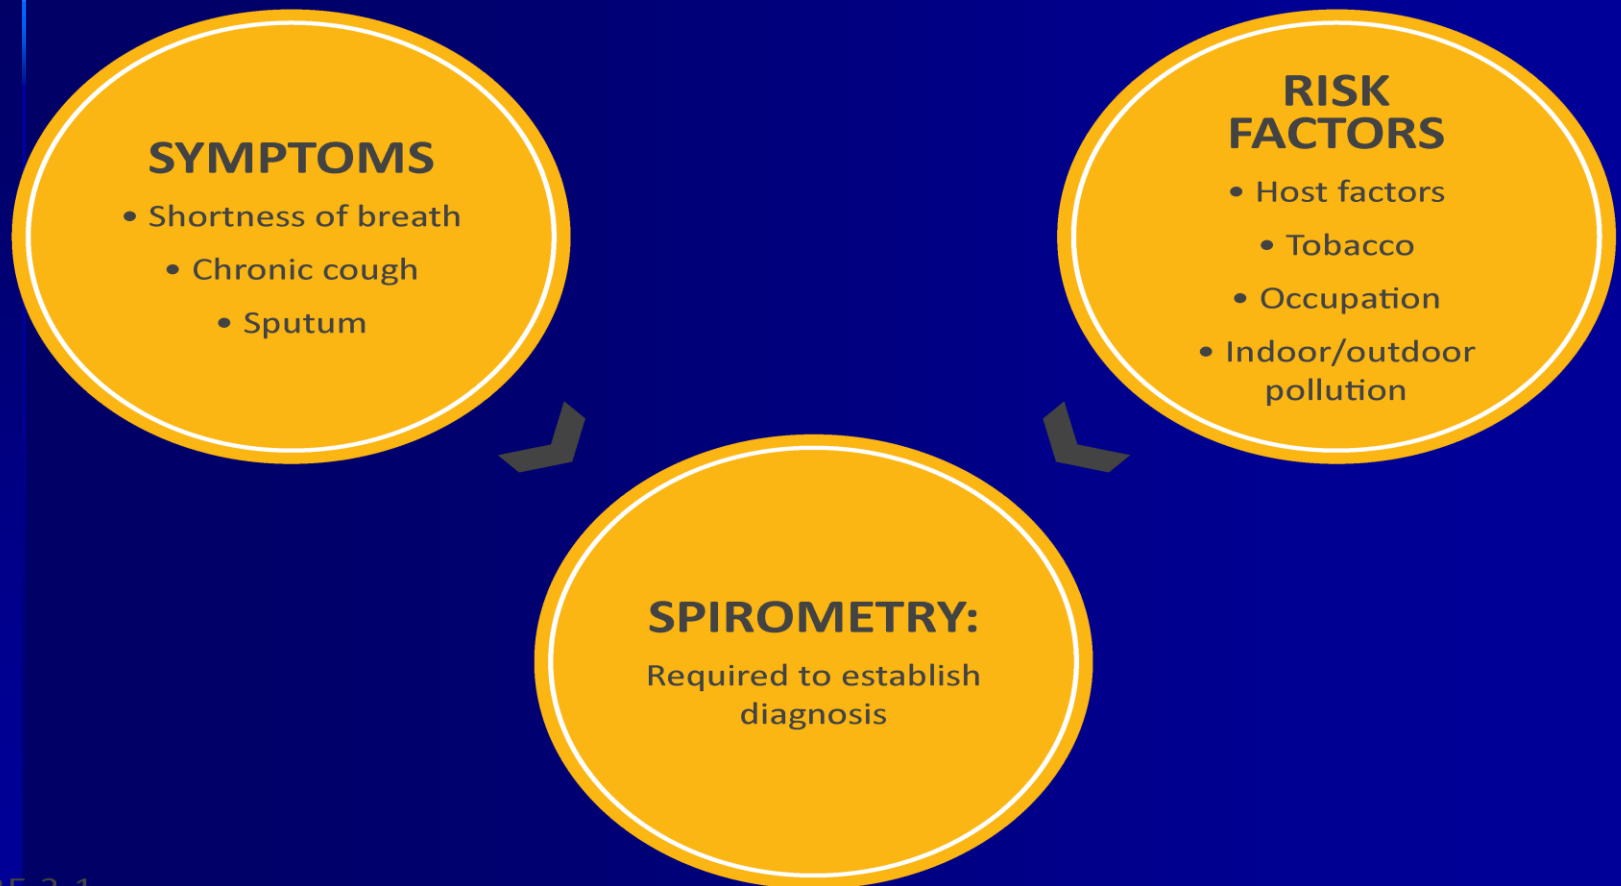 SYMPTOMS
• Shortness of breath
• Chronic cough
• Sputum
RISK
FACTORS
• Host factors
• Tobacco
• Occupation
• Indoor/outdoor
pollution
SPIROMETRY:
Required to establish
diagnosis